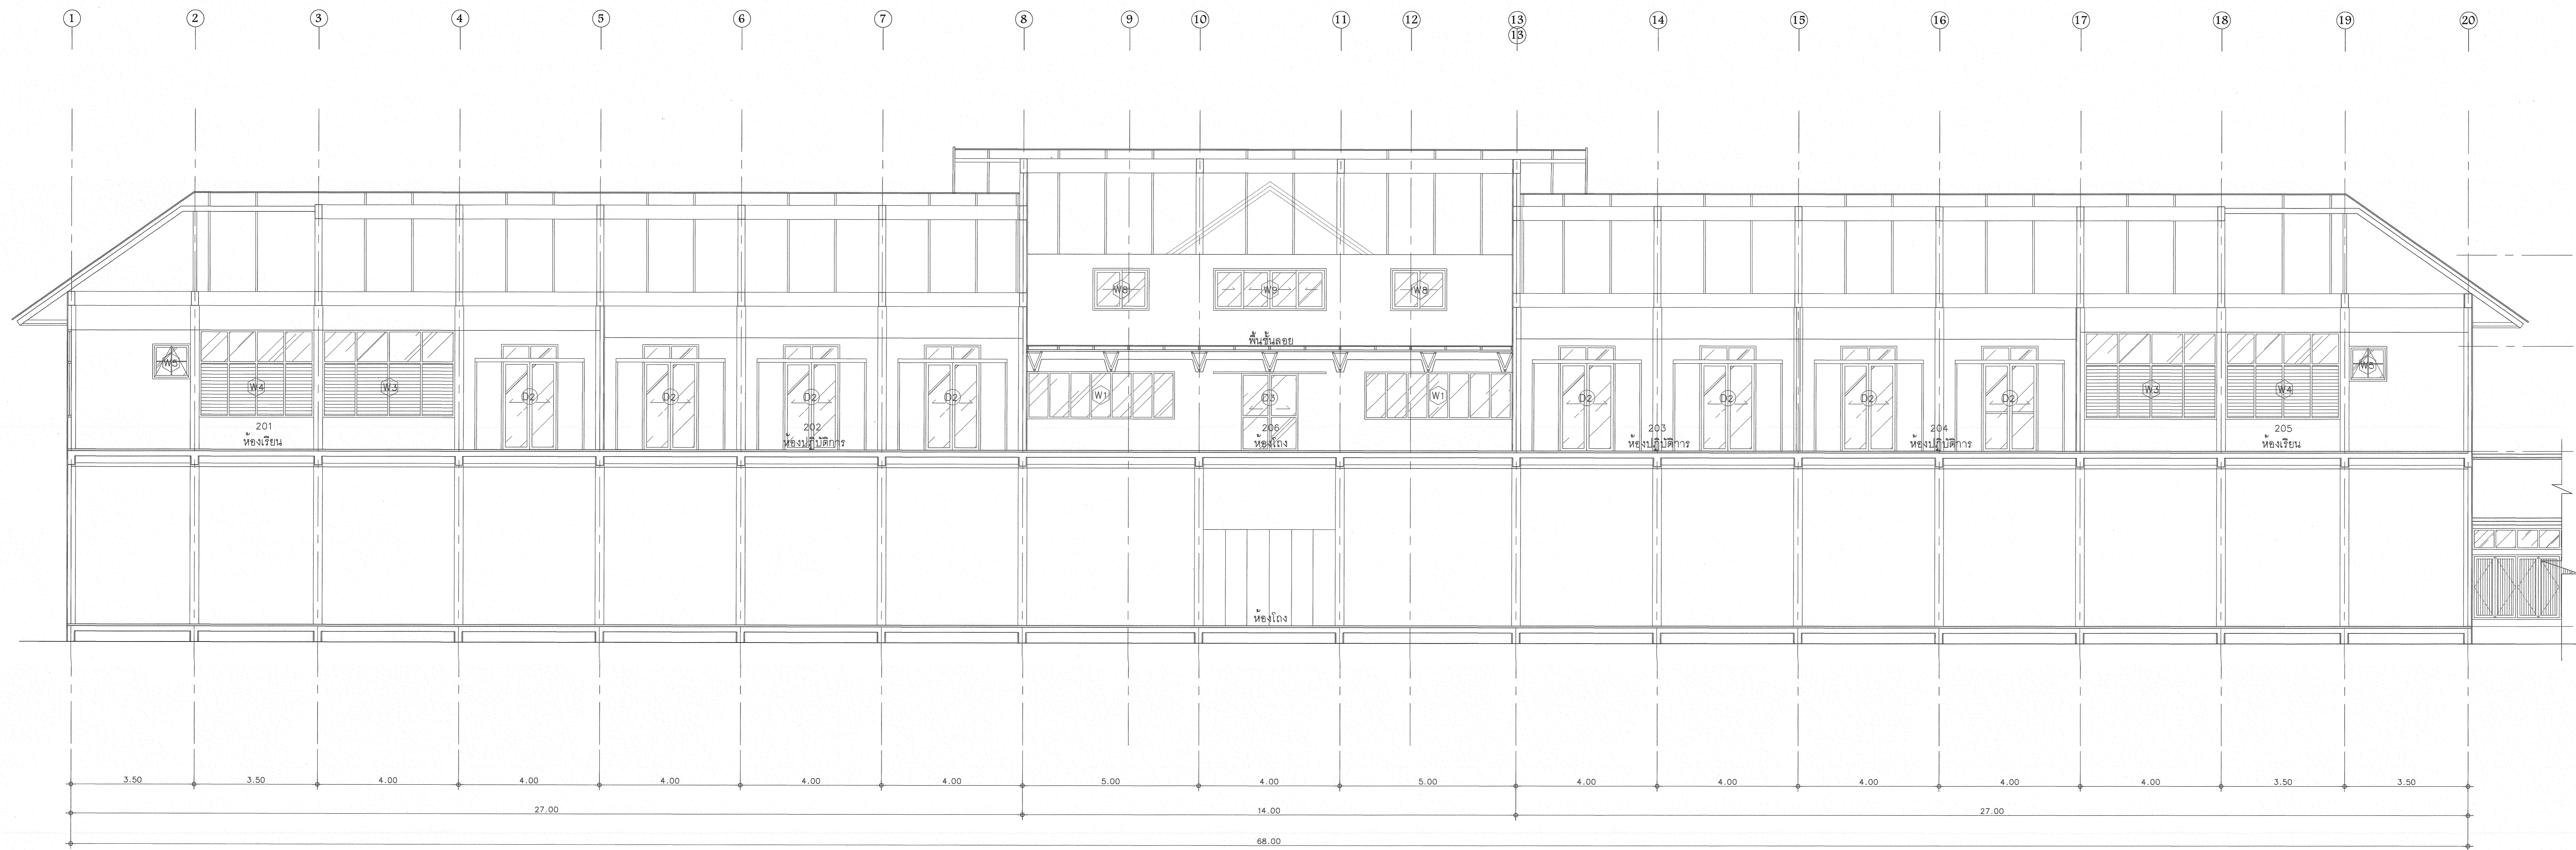 1 2 3 4 5 6 7 8 9 10 11 12 13 14 15 16 17 18 19 20
13
W8 W9 W8
พื้นชั้นลอย
W5 W4 W3 D2 D2 D2 D2 W1 D3 W1 D2 D2 D2 D2 W3 W4 W5
201 202 206 203 204 205
ห้องเรียน ห้องปฏิบัติการ ห้องโถง ห้องปฏิบัติการ ห้องปฏิบัติการ ห้องเรียน
ห้องโถง
3.50 3.50 4.00 4.00 4.00 4.00 4.00 5.00 4.00 5.00 4.00 4.00 4.00 4.00 4.00 3.50 3.50
27.00 14.00 27.00
68.00